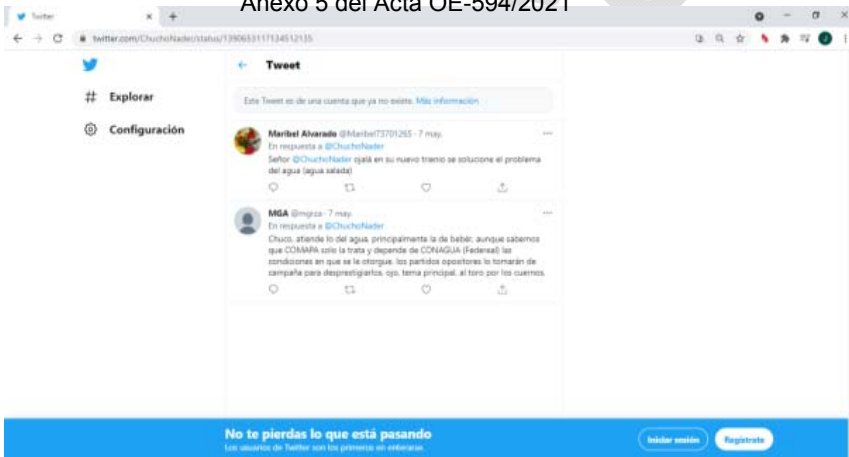 Anexo 5 del Acta OE-594/2021
Twitter
twitter.com/ChuchoNader/status/1390653117134512135
Tweet
Explorar
Configuración
Este Tweet es de una cuenta que ya no existe. Más información
Maribel Alvarado @Maribel73701265 · 7 may.
En respuesta a @ChuchoNader
Señor @ChuchoNader ojalá en su nuevo trienio se solucione el problema
del agua (agua salada)
MGA @mgrza · 7 may.
En respuesta a @ChuchoNader
Chuco, atiende lo del agua, principalmente la de bebér, aunque sabemos
que COMAPA solo la trata y depende de CONAGUA (Federeal) las
condiciones en que se le otorgue, los partidos opositores lo tomarán de
campaña para desprestigiarlos, ojo, tema principal, al toro por los cuernos.
No te pierdas lo que está pasando
Los usuarios de Twitter son los primeros en enterarse.
Iniciar sesión
Regístrate